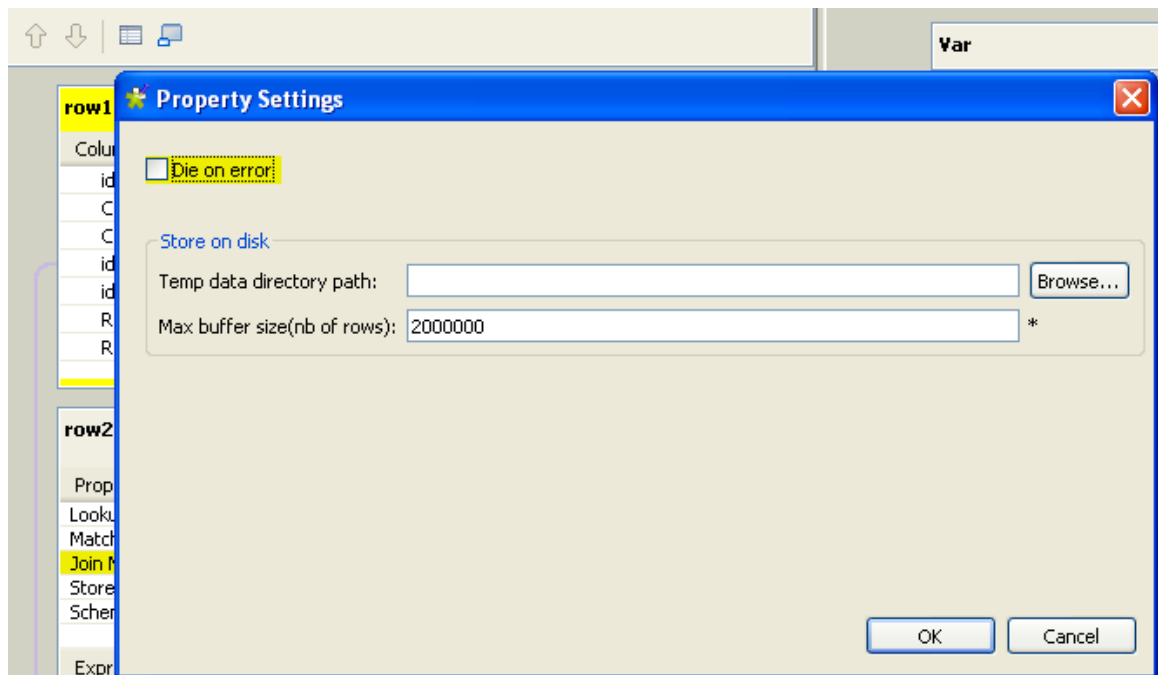 Var
row1
Property Settings
Colu
id
C
C
id
id
R
R
Die on error
Store on disk
Temp data directory path:
Browse...
Max buffer size(nb of rows): 2000000 *
row2
Prop
Looku
Match
Join M
Store
Schem
Expr
OK
Cancel